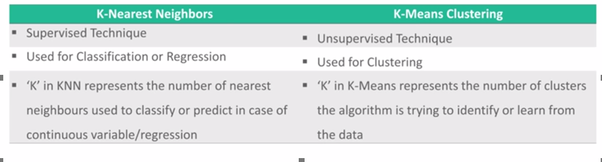 K-Nearest Neighbors
K-Means Clustering
▪ Supervised Technique
▪ Unsupervised Technique
▪ Used for Classification or Regression
▪ Used for Clustering
▪ ‘K’ in KNN represents the number of nearest
neighbours used to classify or predict in case of
continuous variable/regression
▪ ‘K’ in K-Means represents the number of clusters
the algorithm is trying to identify or learn from
the data